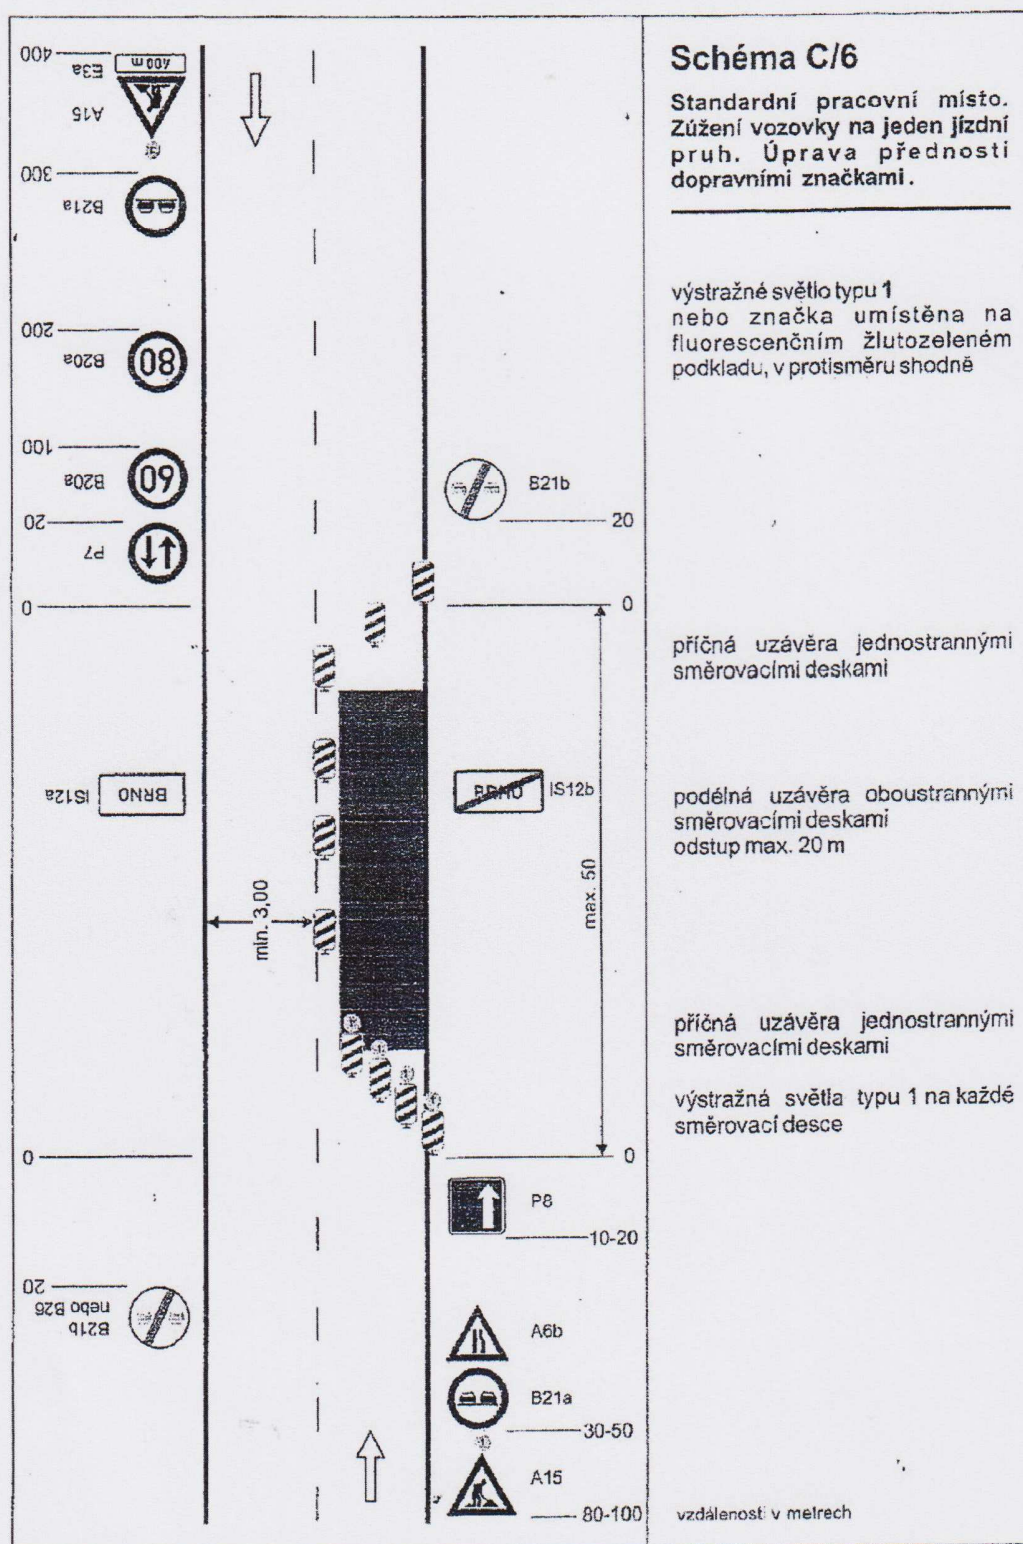 Schéma C/6
Standardní pracovní místo.
Zúžení vozovky na jeden jízdní
pruh. Úprava přednosti
dopravními značkami.
400
400 m
E3a
A15
300
B21a
výstražné světlo typu 1
nebo značka umístěna na
fluorescenčním žlutozeleném
podkladu, v protisměru shodně
200
80
B20a
100
60
B20a
B21b
20
20
P7
0
0
příčná uzávěra jednostrannými
směrovacími deskami
IS12a
BRNO
BRNO
IS12b
podélná uzávěra oboustrannými
směrovacími deskami
odstup max. 20 m
max. 50
min. 3,00
příčná uzávěra jednostrannými
směrovacími deskami
výstražná světla typu 1 na každé
směrovací desce
0
0
P8
10-20
20
B21b
nebo B26
A6b
B21a
30-50
A15
80-100
vzdálenosti v metrech